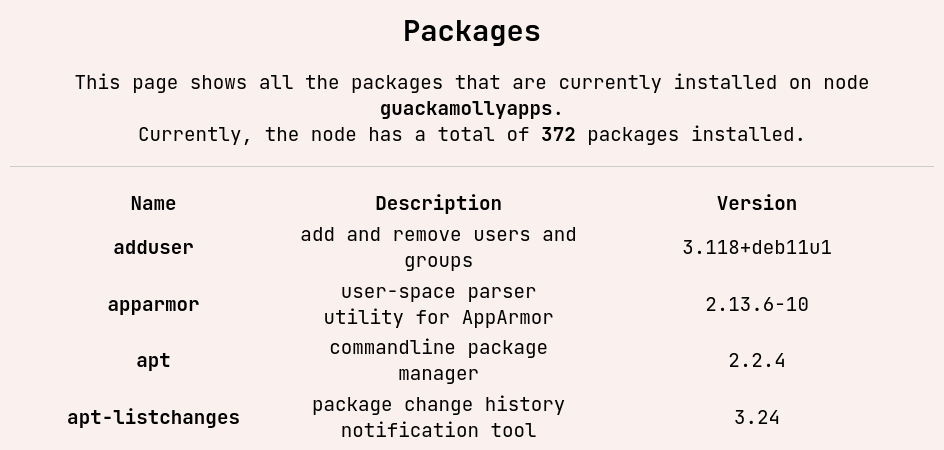 Packages
This page shows all the packages that are currently installed on node
guackamollyapps.
Currently, the node has a total of 372 packages installed.
Name Description Version
adduser add and remove users and groups 3.118+deb11u1
apparmor user-space parser utility for AppArmor 2.13.6-10
apt commandline package manager 2.2.4
apt-listchanges package change history notification tool 3.24